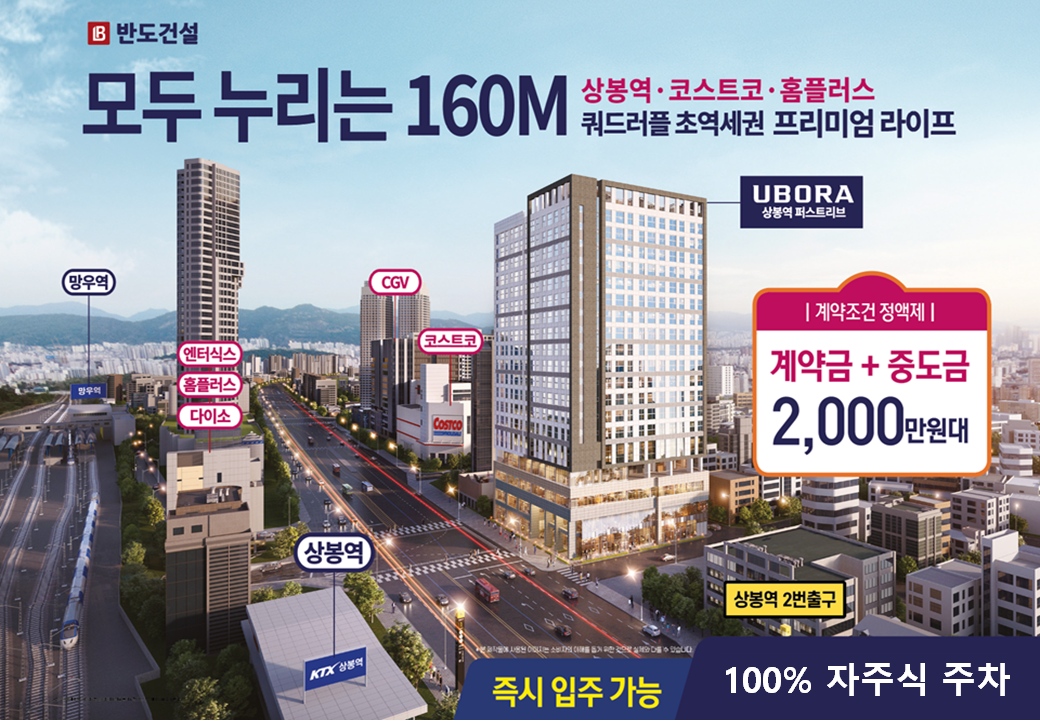 B 반도건설
모두 누리는 160M
상봉역·코스트코·홈플러스
쿼드러플 초역세권 프리미엄 라이프
UBORA
상봉역 퍼스트리브
망우역
CGV
코스트코
엔터식스
홈플러스
다이소
망우역
COSTCO
| 계약조건 정액제 |
계약금 + 중도금
2,000만원대
상봉역
상봉역 2번출구
KTX 상봉역
즉시 입주 가능
100% 자주식 주차